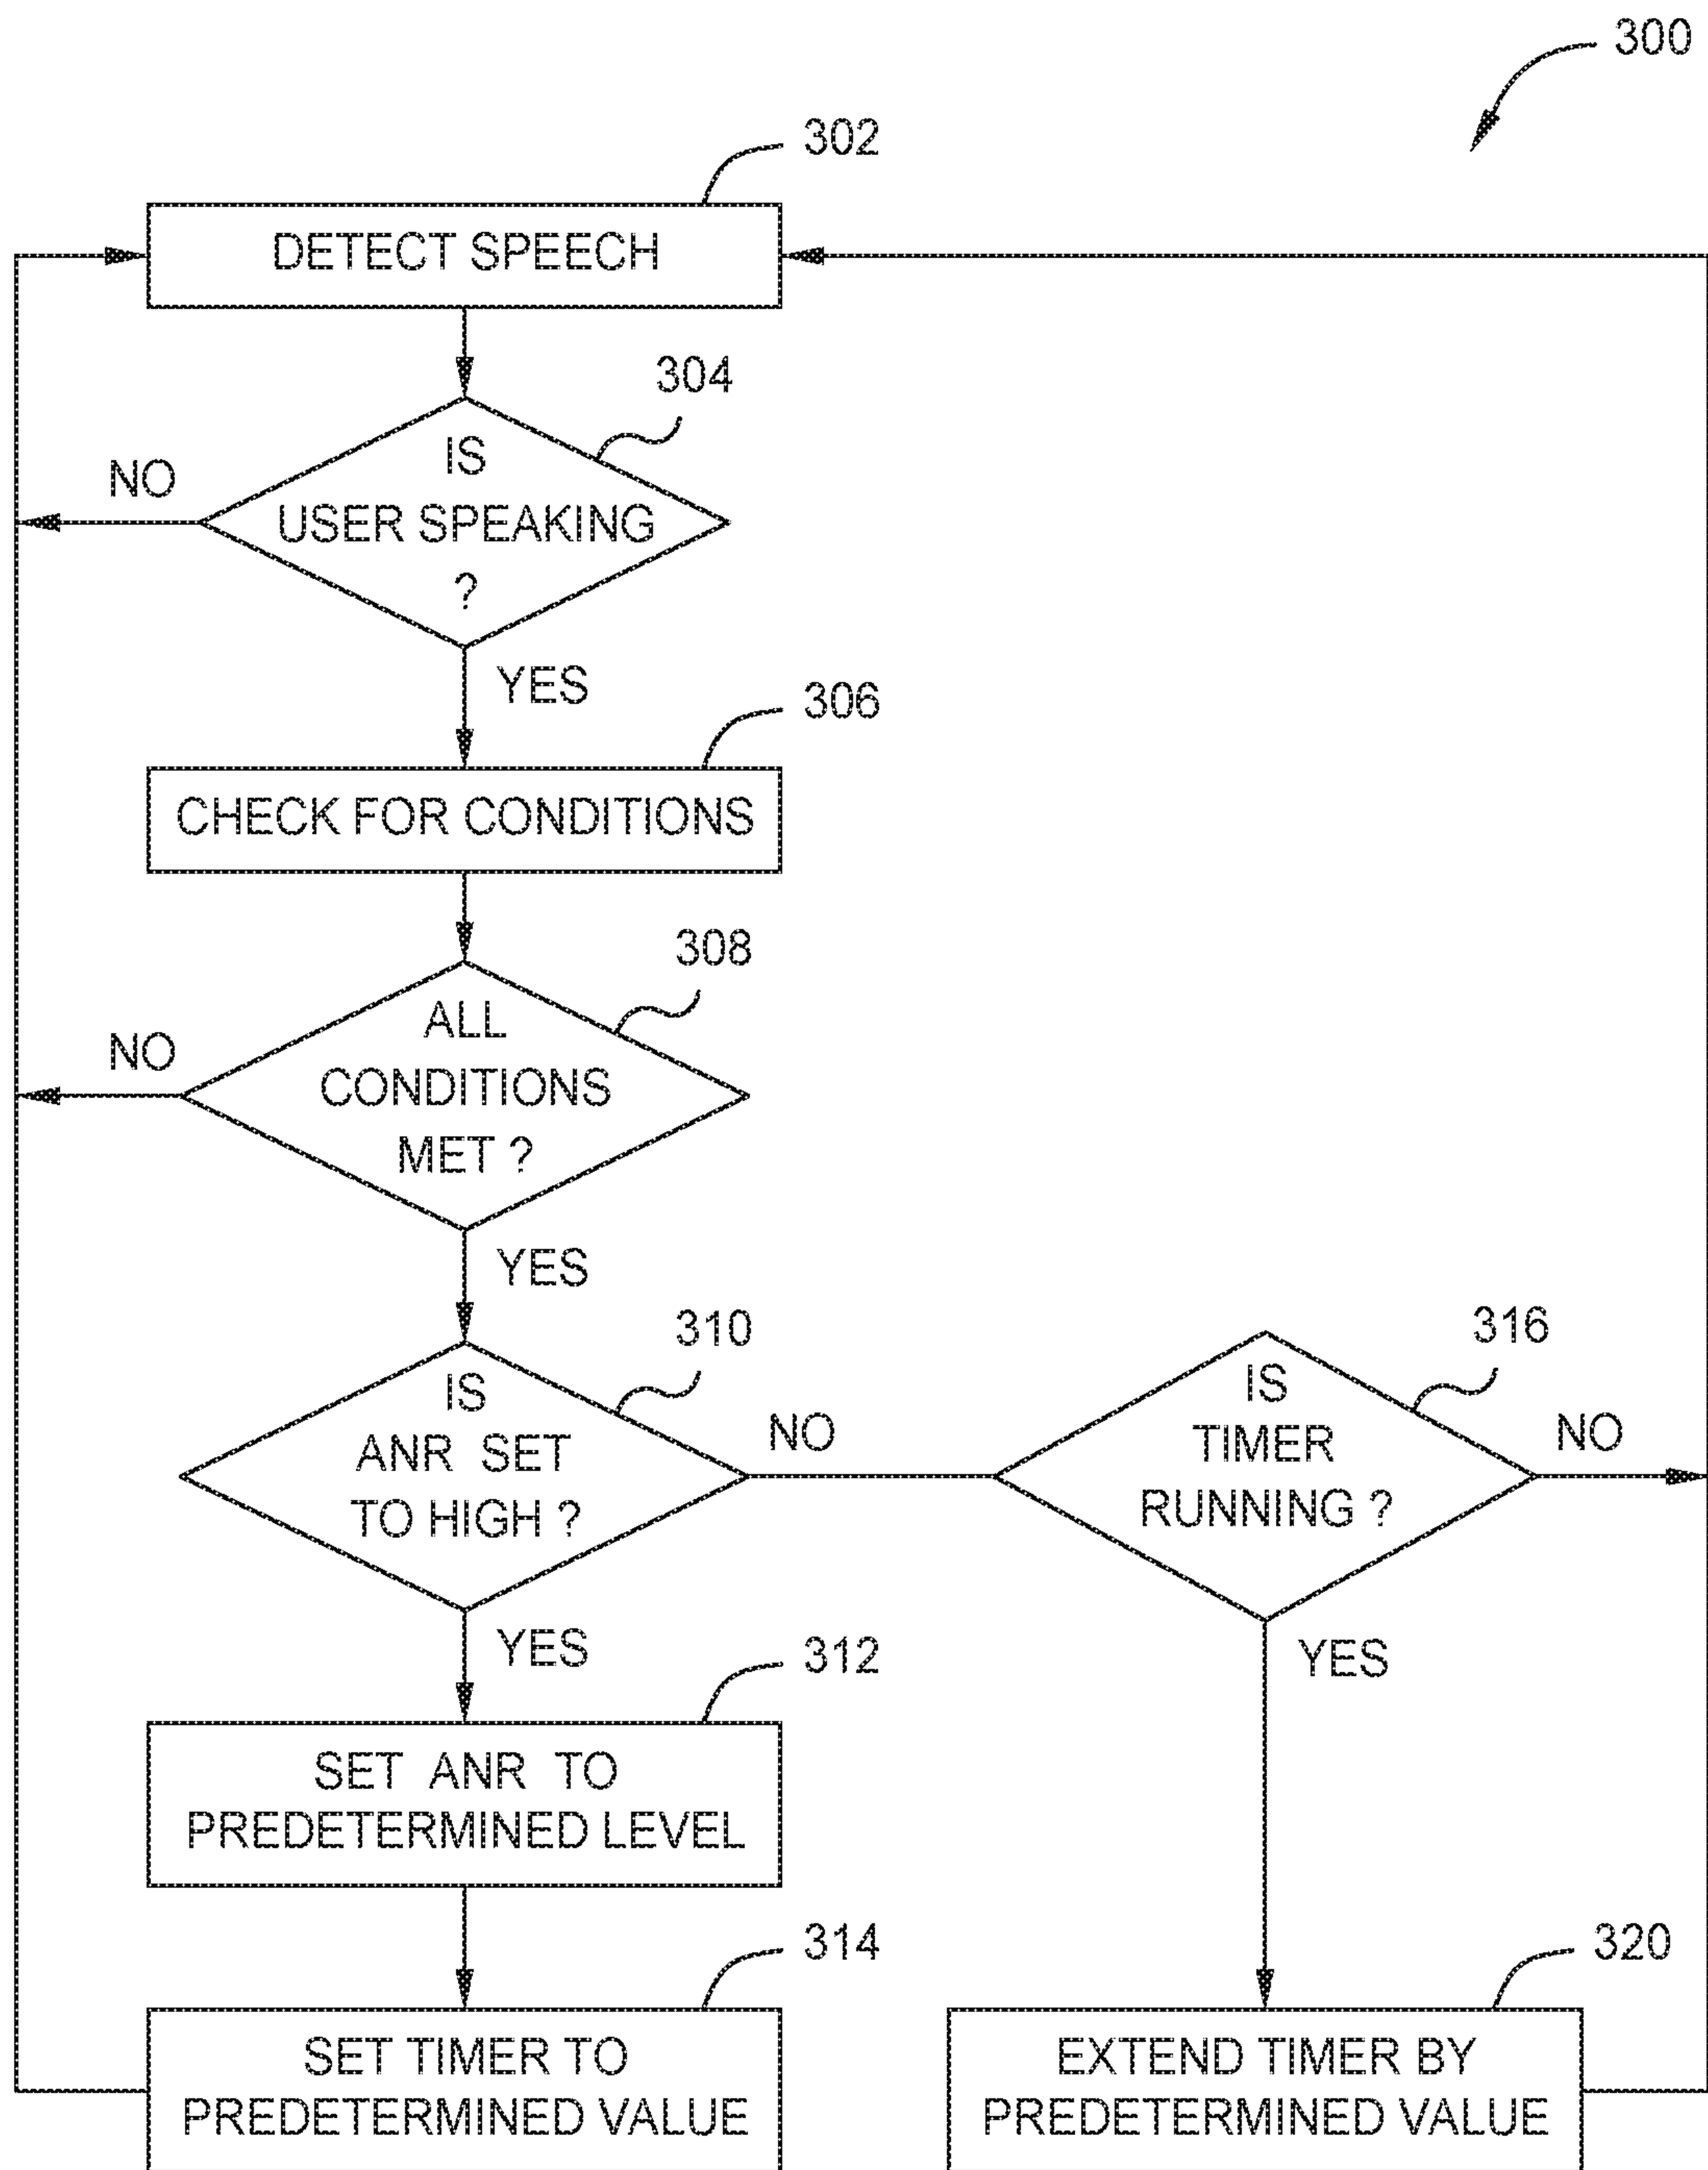 300
302
DETECT SPEECH
304
IS
USER SPEAKING
?
NO
YES
306
CHECK FOR CONDITIONS
308
ALL
CONDITIONS
MET ?
NO
YES
310
IS
ANR SET
TO HIGH ?
NO
316
IS
TIMER
RUNNING ?
NO
YES
YES
312
SET ANR TO
PREDETERMINED LEVEL
314
SET TIMER TO
PREDETERMINED VALUE
320
EXTEND TIMER BY
PREDETERMINED VALUE